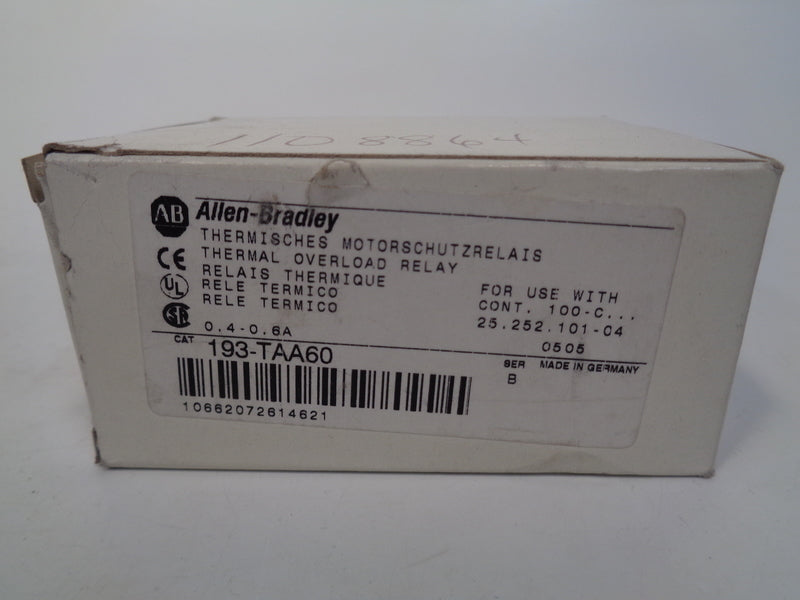 1108864
AB Allen-Bradley
THERMISCHES MOTORSCHUTZRELAIS
CE THERMAL OVERLOAD RELAY
RELAIS THERMIQUE
UL RELE TERMICO FOR USE WITH
RELE TERMICO CONT. 100-C...
SA 0,4-0,6A 25.252.101-04
CAT 193-TAA60 0505
SER MADE IN GERMANY
B
10662072614621